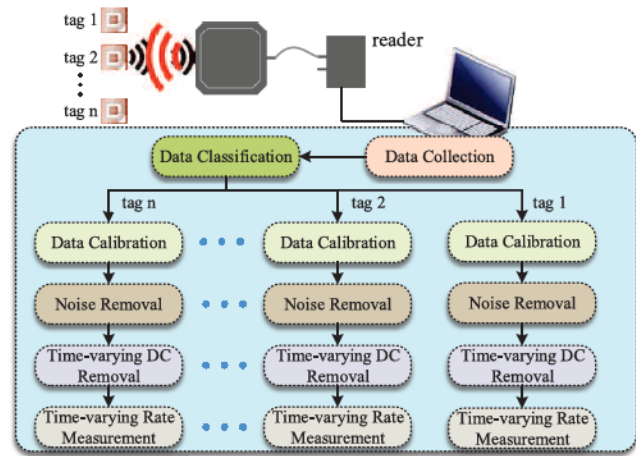 tag 1
tag 2
tag n
reader
Data Classification
Data Collection
tag n
tag 2
tag 1
Data Calibration
Data Calibration
Data Calibration
Noise Removal
Noise Removal
Noise Removal
Time-varying DC
Removal
Time-varying DC
Removal
Time-varying DC
Removal
Time-varying Rate
Measurement
Time-varying Rate
Measurement
Time-varying Rate
Measurement